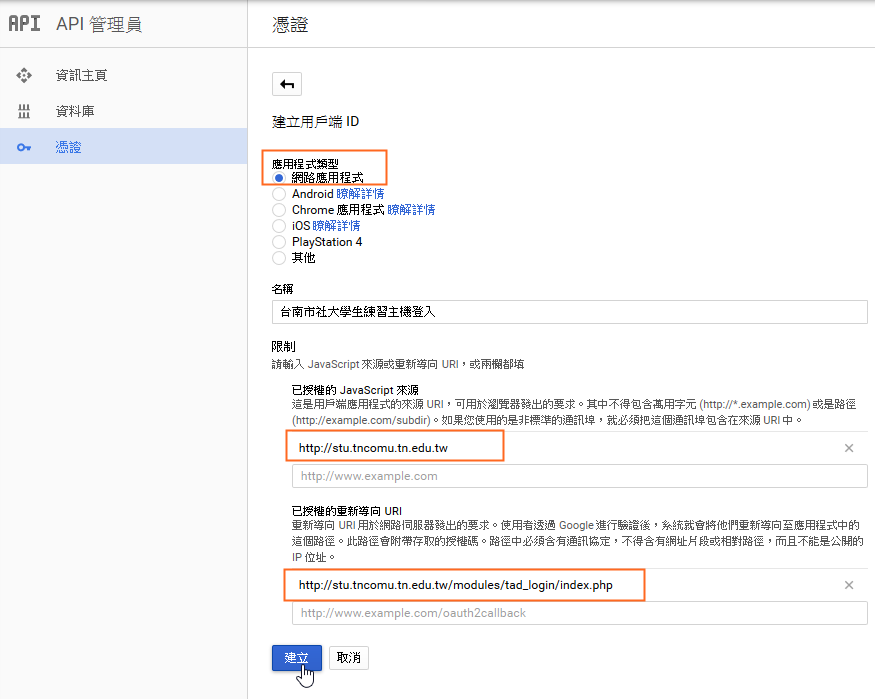 API API 管理員
憑證
資訊主頁
資料庫
憑證
建立用戶端 ID
應用程式類型
網路應用程式
Android 瞭解詳情
Chrome 應用程式 瞭解詳情
iOS 瞭解詳情
PlayStation 4
其他
名稱
台南市社大學生練習主機登入
限制
請輸入 JavaScript 來源或重新導向 URI，或兩欄都填
已授權的 JavaScript 來源
這是用戶端應用程式的來源 URI，可用於瀏覽器發出的要求。其中不得包含萬用字元 (http://*.example.com) 或是路徑
(http://example.com/subdir)。如果您使用的是非標準的通訊埠，就必須把這個通訊埠包含在來源 URI 中。
http://stu.tncomu.tn.edu.tw
http://www.example.com
已授權的重新導向 URI
重新導向 URI 用於網路伺服器發出的要求。使用者透過 Google 進行驗證後，系統就會將他們重新導向至應用程式中的
這個路徑。此路徑會附帶存取的授權碼。路徑中必須含有通訊協定，不得含有網址片段或相對路徑，而且不能是公開的
IP 位址。
http://stu.tncomu.tn.edu.tw/modules/tad_login/index.php
http://www.example.com/oauth2callback
建立 取消